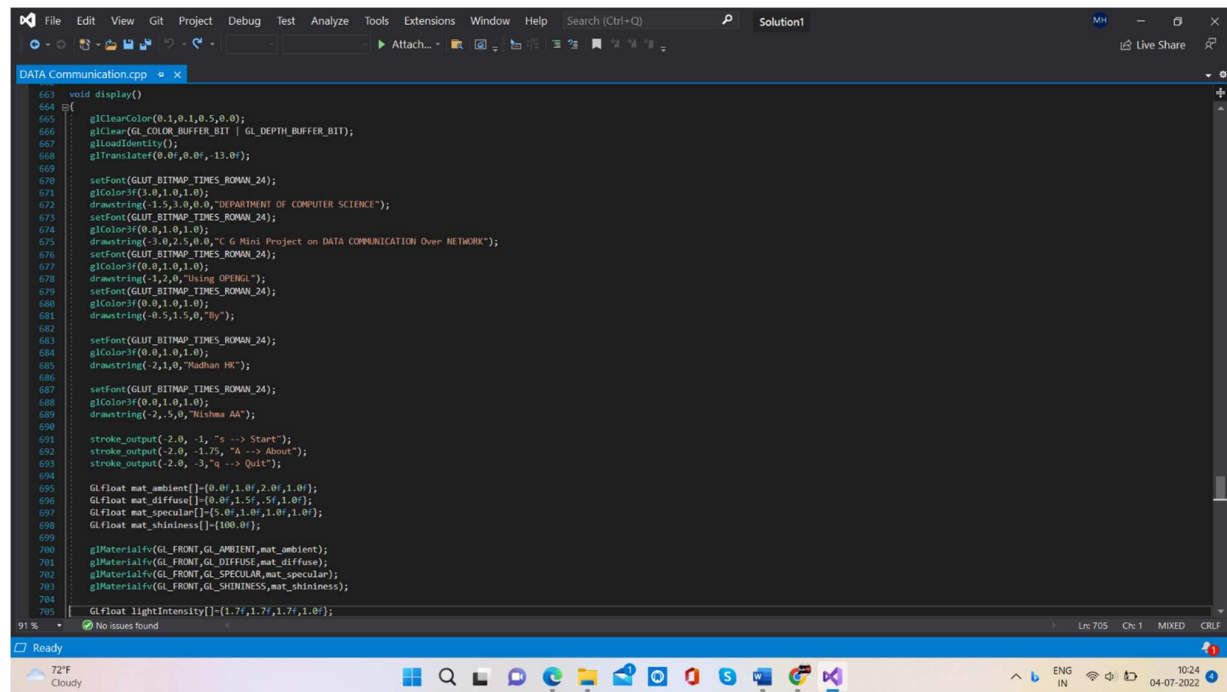 File Edit View Git Project Debug Test Analyze Tools Extensions Window Help Search (Ctrl+Q) Solution1 MH
Attach... Live Share
DATA Communication.cpp
663 void display()
664 {
665 glClearColor(0.1,0.1,0.5,0.0);
666 glClear(GL_COLOR_BUFFER_BIT | GL_DEPTH_BUFFER_BIT);
667 glLoadIdentity();
668 glTranslatef(0.0f,0.0f,-13.0f);
669
670 setFont(GLUT_BITMAP_TIMES_ROMAN_24);
671 glColor3f(3.0,1.0,1.0);
672 drawstring(-1.5,3.0,0.0,"DEPARTMENT OF COMPUTER SCIENCE");
673 setFont(GLUT_BITMAP_TIMES_ROMAN_24);
674 glColor3f(0.0,1.0,1.0);
675 drawstring(-3.0,2.5,0.0,"C G Mini Project on DATA COMMUNICATION Over NETWORK");
676 setFont(GLUT_BITMAP_TIMES_ROMAN_24);
677 glColor3f(0.0,1.0,1.0);
678 drawstring(-1,2,0,"Using OPENGL");
679 setFont(GLUT_BITMAP_TIMES_ROMAN_24);
680 glColor3f(0.0,1.0,1.0);
681 drawstring(-0.5,1.5,0,"By");
682
683 setFont(GLUT_BITMAP_TIMES_ROMAN_24);
684 glColor3f(0.0,1.0,1.0);
685 drawstring(-2,1,0,"Madhan HK");
686
687 setFont(GLUT_BITMAP_TIMES_ROMAN_24);
688 glColor3f(0.0,1.0,1.0);
689 drawstring(-2,.5,0,"Nishma AA");
690
691 stroke_output(-2.0, -1, "s --> Start");
692 stroke_output(-2.0, -1.75, "A --> About");
693 stroke_output(-2.0, -3,"q --> Quit");
694
695 GLfloat mat_ambient[]={0.0f,1.0f,2.0f,1.0f};
696 GLfloat mat_diffuse[]={0.0f,1.5f,.5f,1.0f};
697 GLfloat mat_specular[]={5.0f,1.0f,1.0f,1.0f};
698 GLfloat mat_shininess[]={100.0f};
699
700 glMaterialfv(GL_FRONT,GL_AMBIENT,mat_ambient);
701 glMaterialfv(GL_FRONT,GL_DIFFUSE,mat_diffuse);
702 glMaterialfv(GL_FRONT,GL_SPECULAR,mat_specular);
703 glMaterialfv(GL_FRONT,GL_SHININESS,mat_shininess);
704
705 GLfloat lightIntensity[]={1.7f,1.7f,1.7f,1.0f};
91 % No issues found Ln: 705 Ch: 1 MIXED CRLF
Ready 1
72°F ENG 10:24
Cloudy IN 04-07-2022